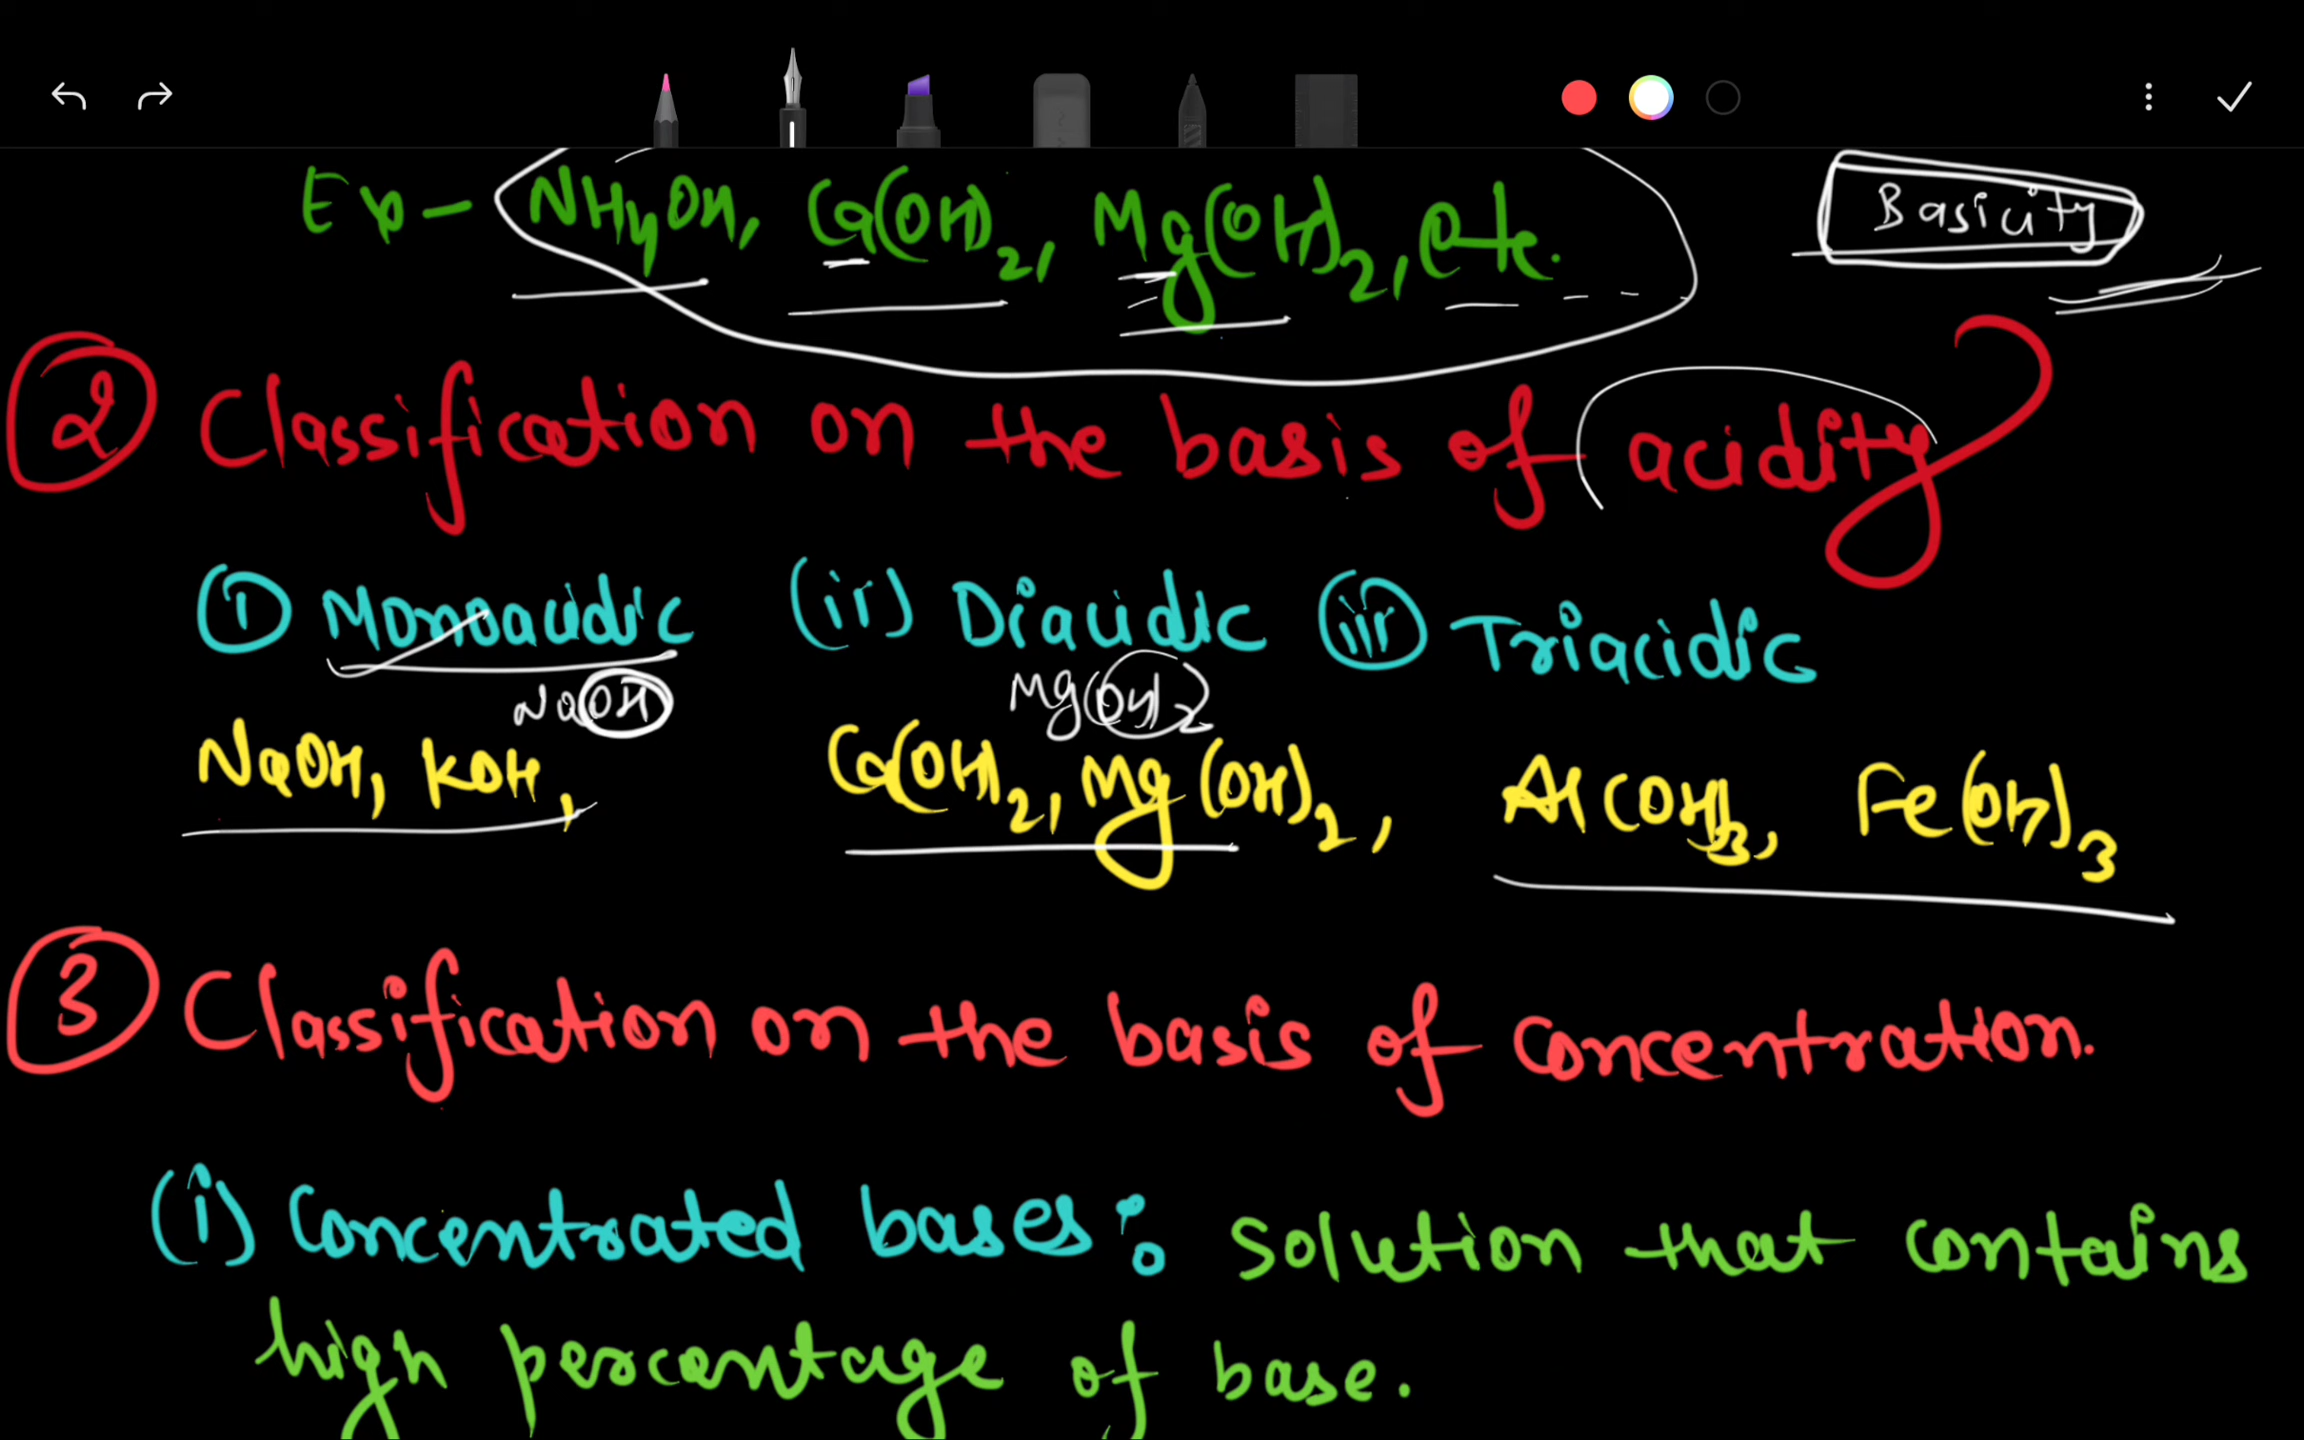 Ex- NH4OH, Ca(OH)2, Mg(OH)2, etc.
Basicity
2 Classification on the basis of acidity
(i) Monoacidic (ii) Diacidic (iii) Triacidic
NaOH Mg(OH)2
NaOH, KOH, Ca(OH)2, Mg(OH)2, Al(OH)3, Fe(OH)3
3 Classification on the basis of concentration.
(i) Concentrated bases: Solution that contains
high percentage of base.